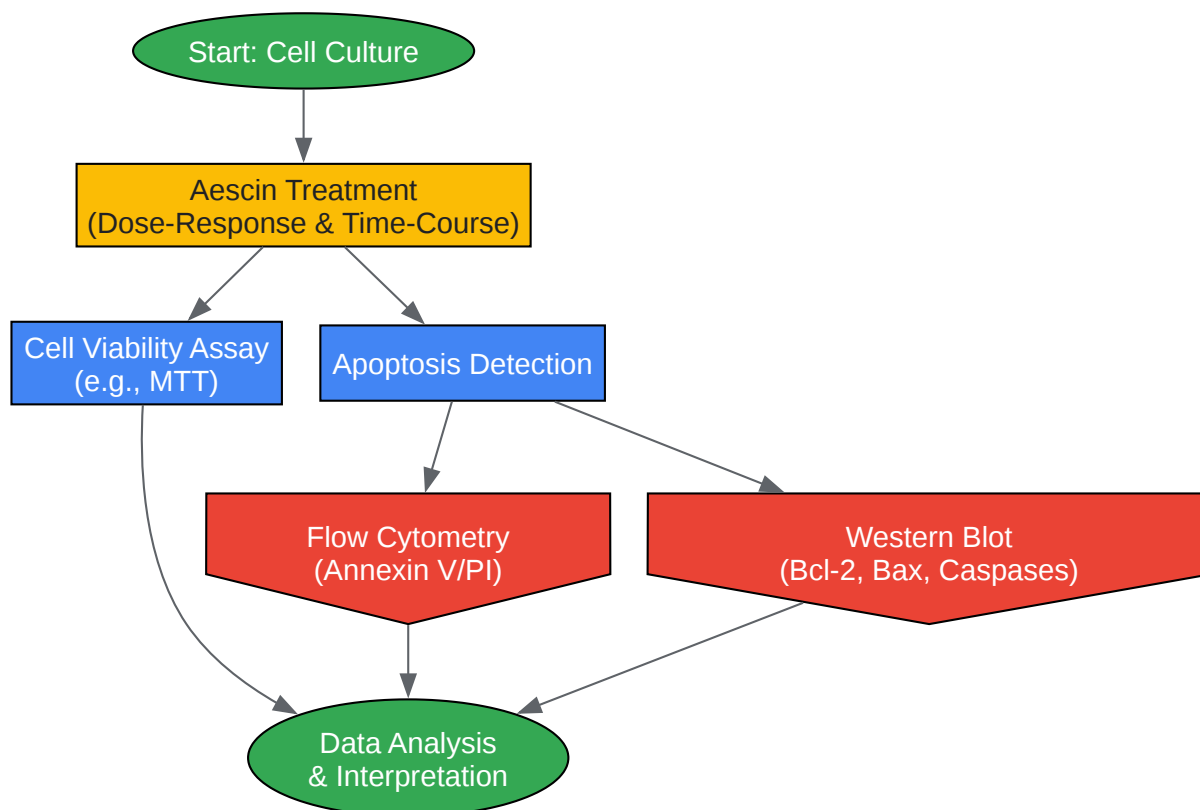 Start: Cell Culture
Aescin Treatment
(Dose-Response & Time-Course)
Cell Viability Assay
(e.g., MTT)
Apoptosis Detection
Flow Cytometry
(Annexin V/PI)
Western Blot
(Bcl-2, Bax, Caspases)
Data Analysis
& Interpretation